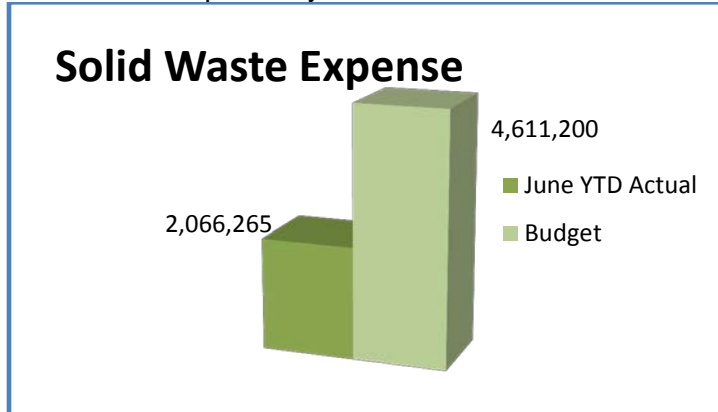 Solid Waste Expense
4,611,200
June YTD Actual
2,066,265
Budget